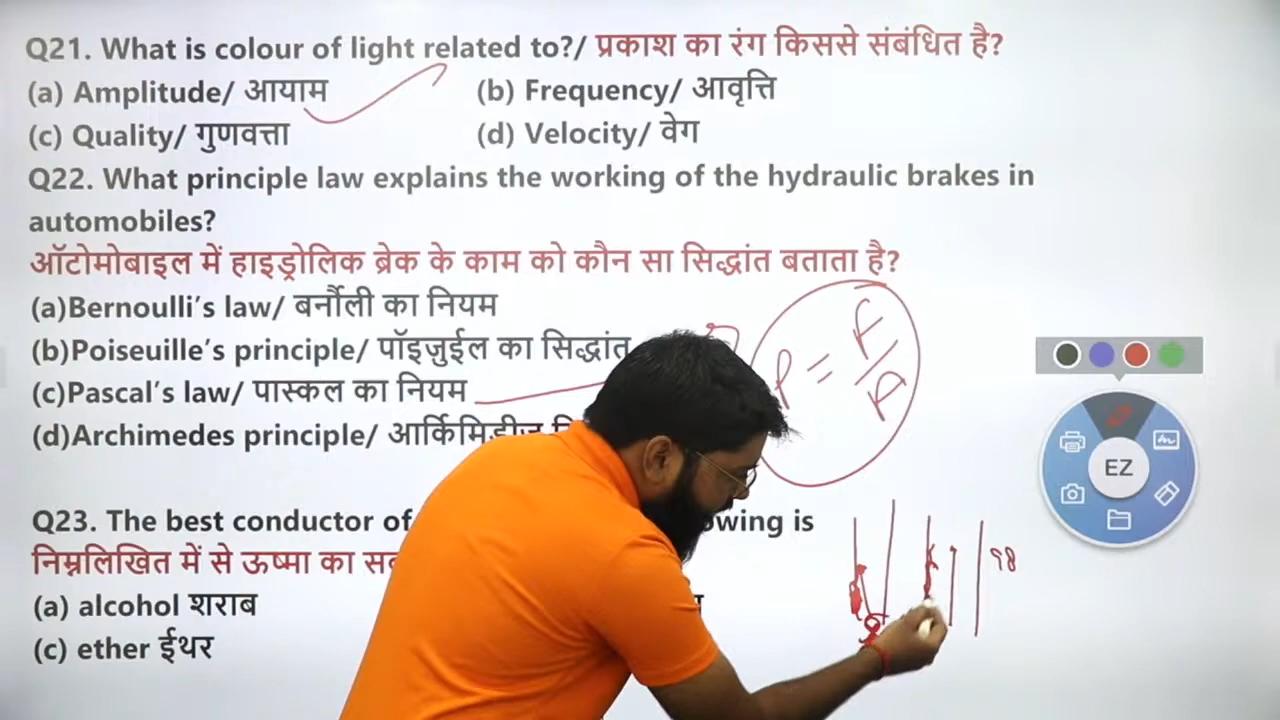 Q21. What is colour of light related to?/ प्रकाश का रंग किससे संबंधित है?
(a) Amplitude/ आयाम (b) Frequency/ आवृत्ति
(c) Quality/ गुणवत्ता (d) Velocity/ वेग
Q22. What principle law explains the working of the hydraulic brakes in
automobiles?
ऑटोमोबाइल में हाइड्रोलिक ब्रेक के काम को कौन सा सिद्धांत बताता है?
(a)Bernoulli's law/ बर्नौली का नियम
(b)Poiseuille's principle/ पॉइज़ुईल का सिद्धांत
P = F/A
(c)Pascal's law/ पास्कल का नियम
(d)Archimedes principle/ आर्किमिडीज
EZ
Q23. The best conductor of owing is
निम्नलिखित में से ऊष्मा का
(a) alcohol शराब
(c) ether ईथर